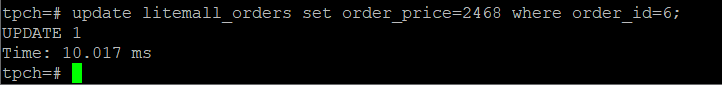 tpch=# update litemall_orders set order_price=2468 where order_id=6;
UPDATE 1
Time: 10.017 ms
tpch=#